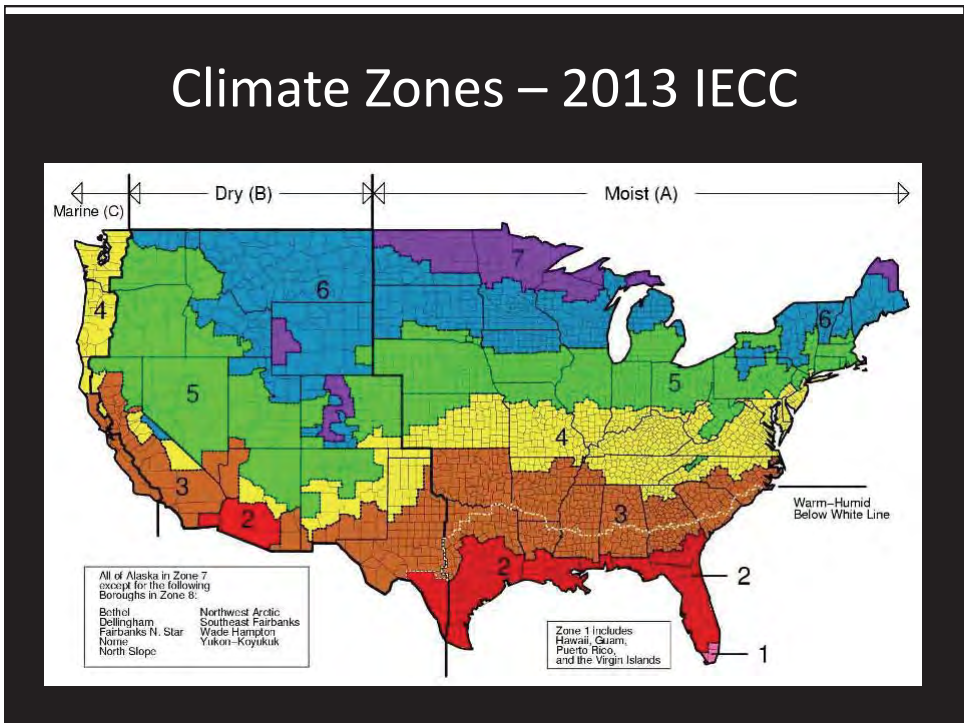 Climate Zones – 2013 IECC
Marine (C)
Dry (B)
Moist (A)
7
6
6
4
5
5
4
3
3
2
2
2
1
Warm–Humid
Below White Line
All of Alaska in Zone 7
except for the following
Boroughs in Zone 8:
Bethel
Dellingham
Fairbanks N. Star
Nome
North Slope
Northwest Arctic
Southeast Fairbanks
Wade Hampton
Yukon–Koyukuk
Zone 1 includes
Hawaii, Guam,
Puerto Rico,
and the Virgin Islands